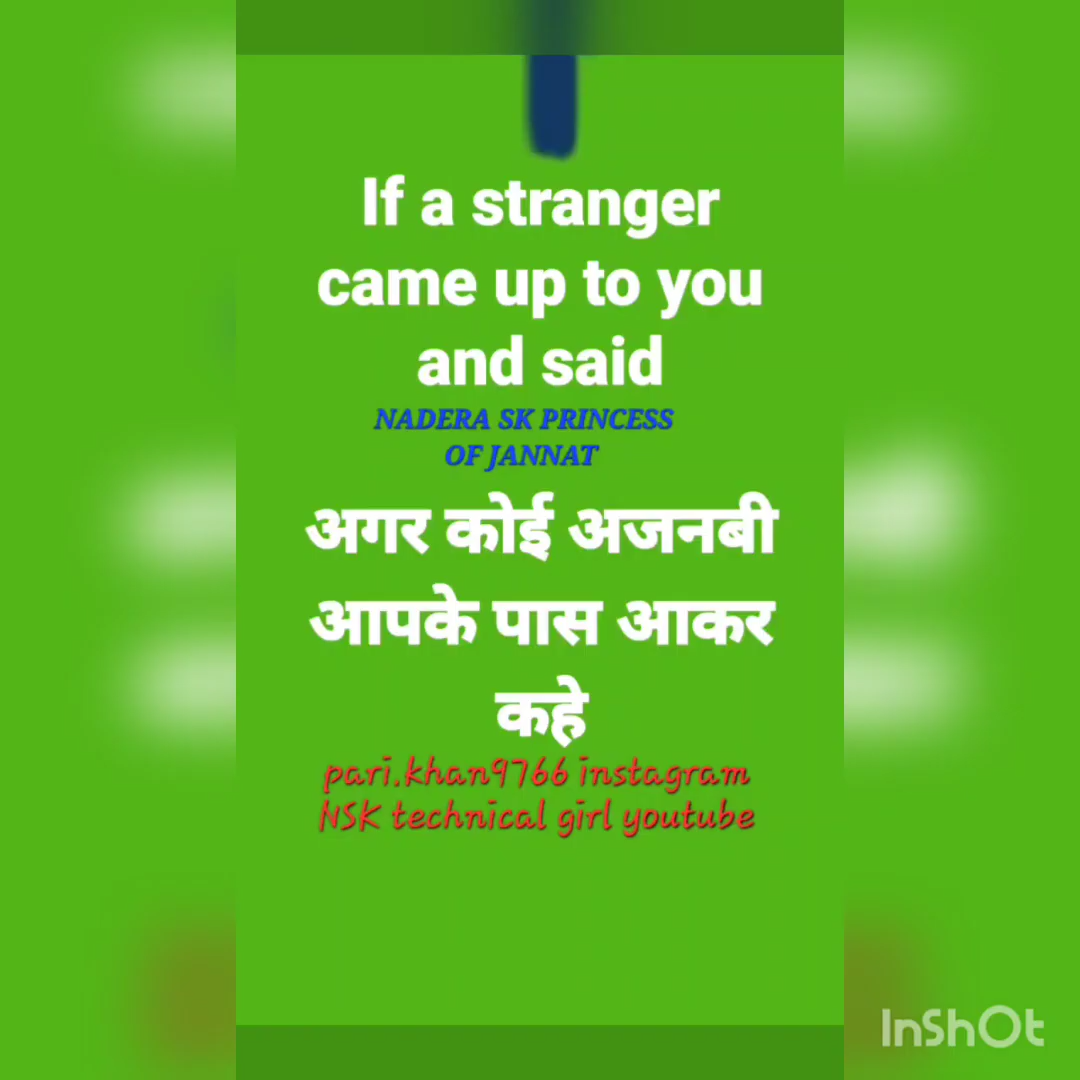 If a stranger
came up to you
and said
NADERA SK PRINCESS
OF JANNAT
अगर कोई अजनबी
आपके पास आकर
कहे
pari.khan9766 instagram
NSK technical girl youtube
InShOt